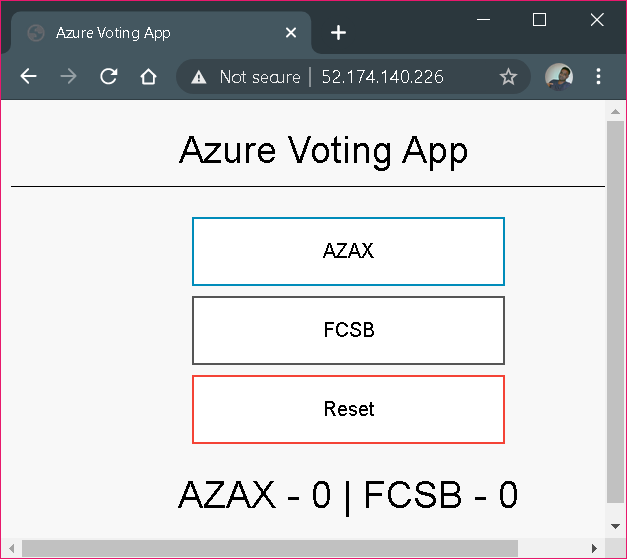 Azure Voting App
Not secure | 52.174.140.226
Azure Voting App
AZAX
FCSB
Reset
AZAX - 0 | FCSB - 0